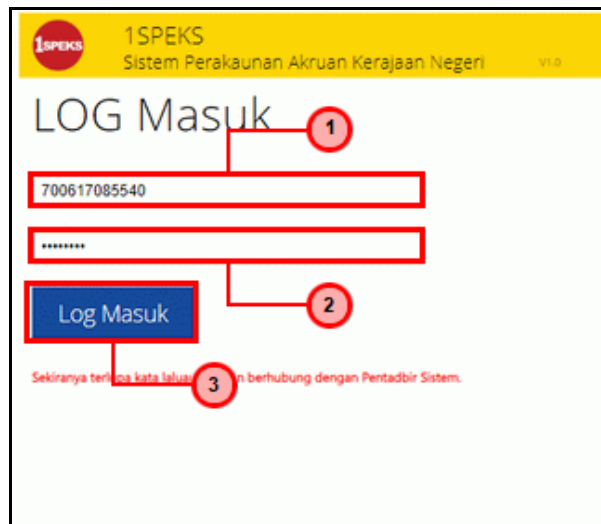 1SPEKS
1SPEKS
Sistem Perakaunan Akruan Kerajaan Negeri V1.0
LOG Masuk
1
700617085540
••••••••
2
Log Masuk
Sekiranya terlupa kata laluan berhubung dengan Pentadbir Sistem.
3